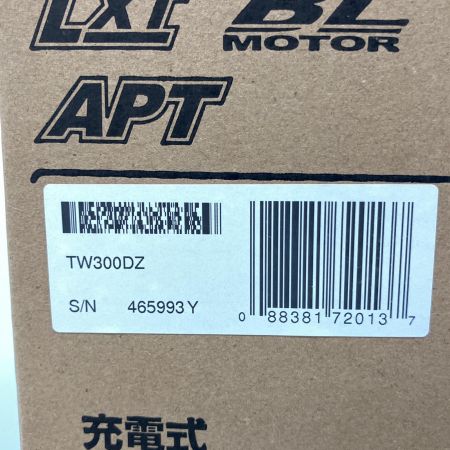 LXT BL
MOTOR
APT
TW300DZ
S/N 465993Y
0 88381 72013 7
充電式